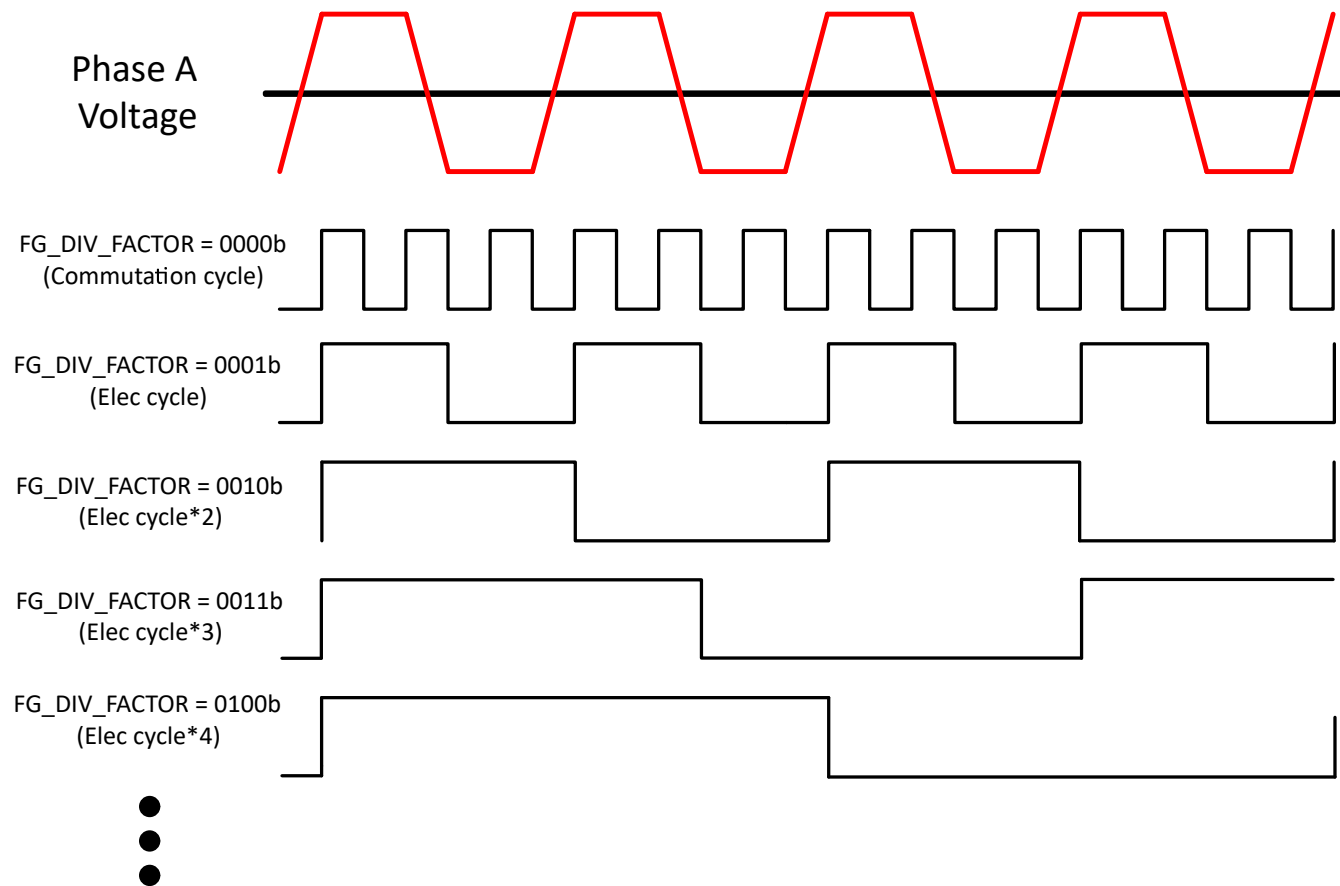 Phase A
Voltage
FG_DIV_FACTOR = 0000b
(Commutation cycle)
FG_DIV_FACTOR = 0001b
(Elec cycle)
FG_DIV_FACTOR = 0010b
(Elec cycle*2)
FG_DIV_FACTOR = 0011b
(Elec cycle*3)
FG_DIV_FACTOR = 0100b
(Elec cycle*4)